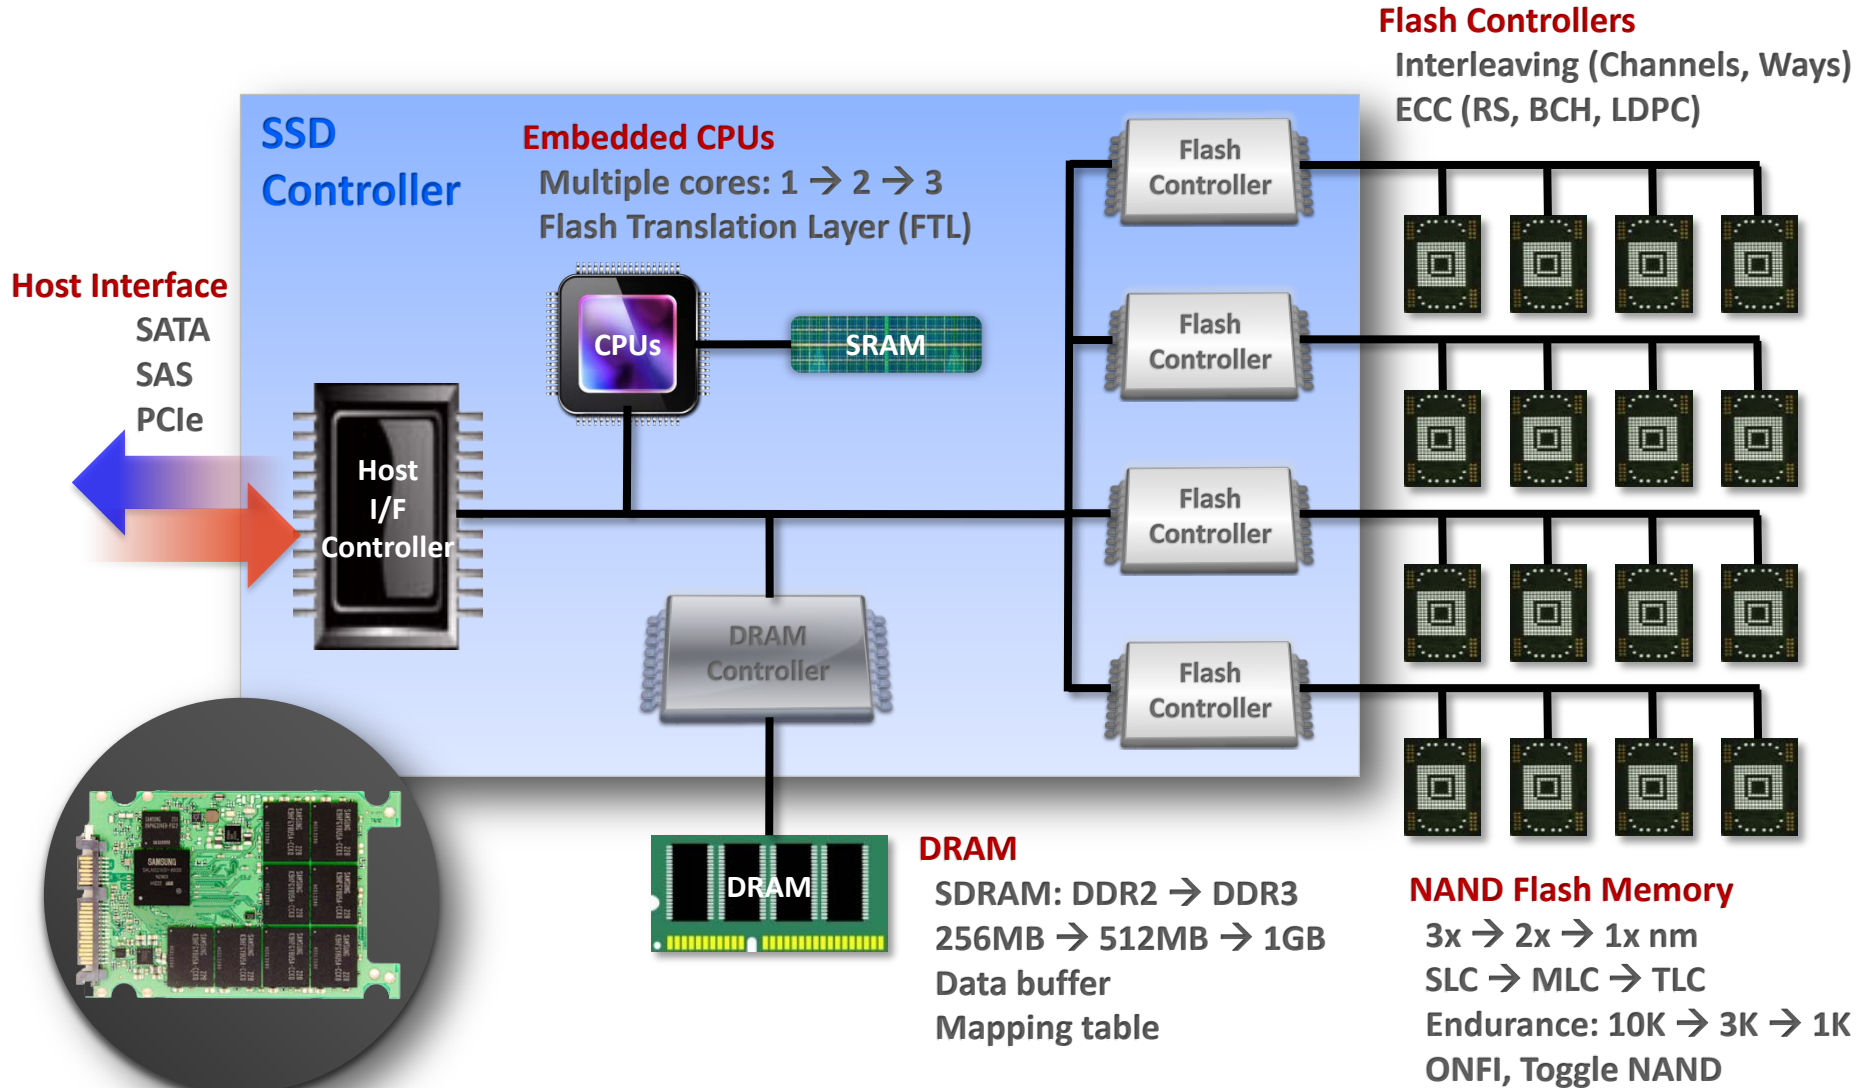 Flash Controllers
Interleaving (Channels, Ways)
ECC (RS, BCH, LDPC)
SSD
Controller
Embedded CPUs
Multiple cores: 1 → 2 → 3
Flash Translation Layer (FTL)
Host Interface
SATA
SAS
PCIe
CPUs
SRAM
Host
I/F
Controller
DRAM
Controller
Flash
Controller
Flash
Controller
Flash
Controller
Flash
Controller
SAMSUNG
DRAM
DRAM
SDRAM: DDR2 → DDR3
256MB → 512MB → 1GB
Data buffer
Mapping table
NAND Flash Memory
3x → 2x → 1x nm
SLC → MLC → TLC
Endurance: 10K → 3K → 1K
ONFI, Toggle NAND